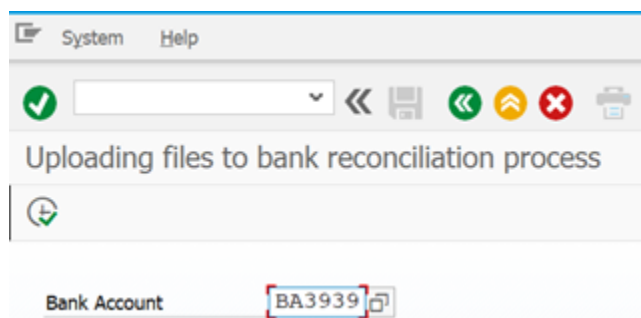 System Help
Uploading files to bank reconciliation process
Bank Account BA3939